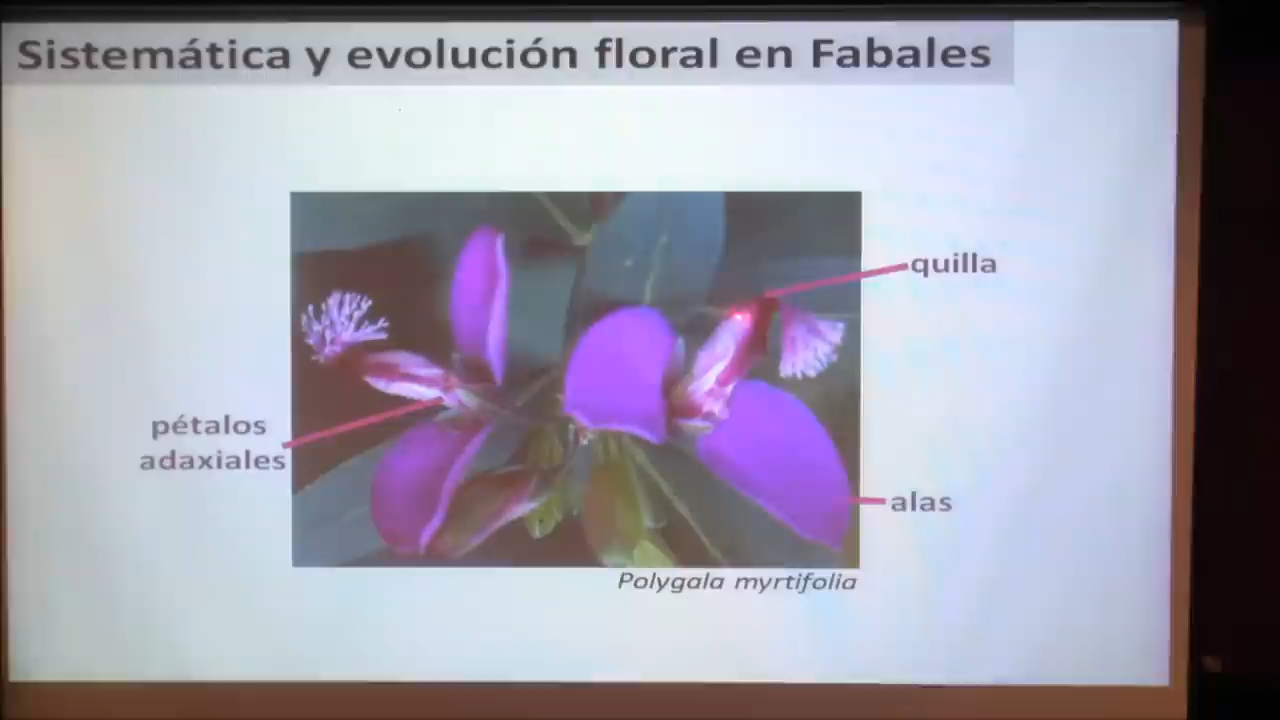 Sistemática y evolución floral en Fabales
quilla
pétalos
adaxiales
alas
Polygala myrtifolia